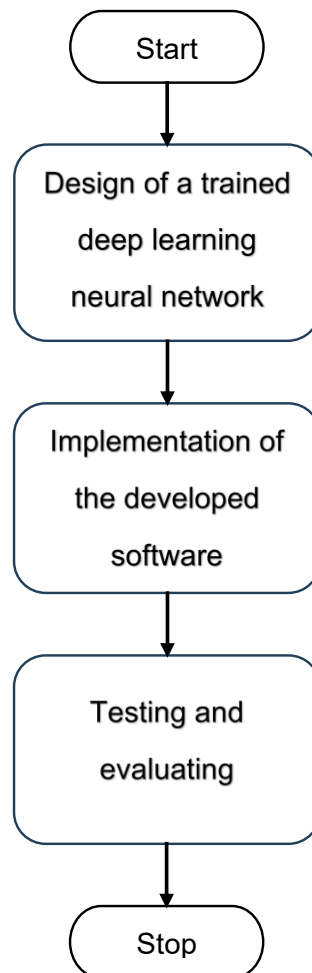 Start
Design of a trained
deep learning
neural network
Implementation of
the developed
software
Testing and
evaluating
Stop